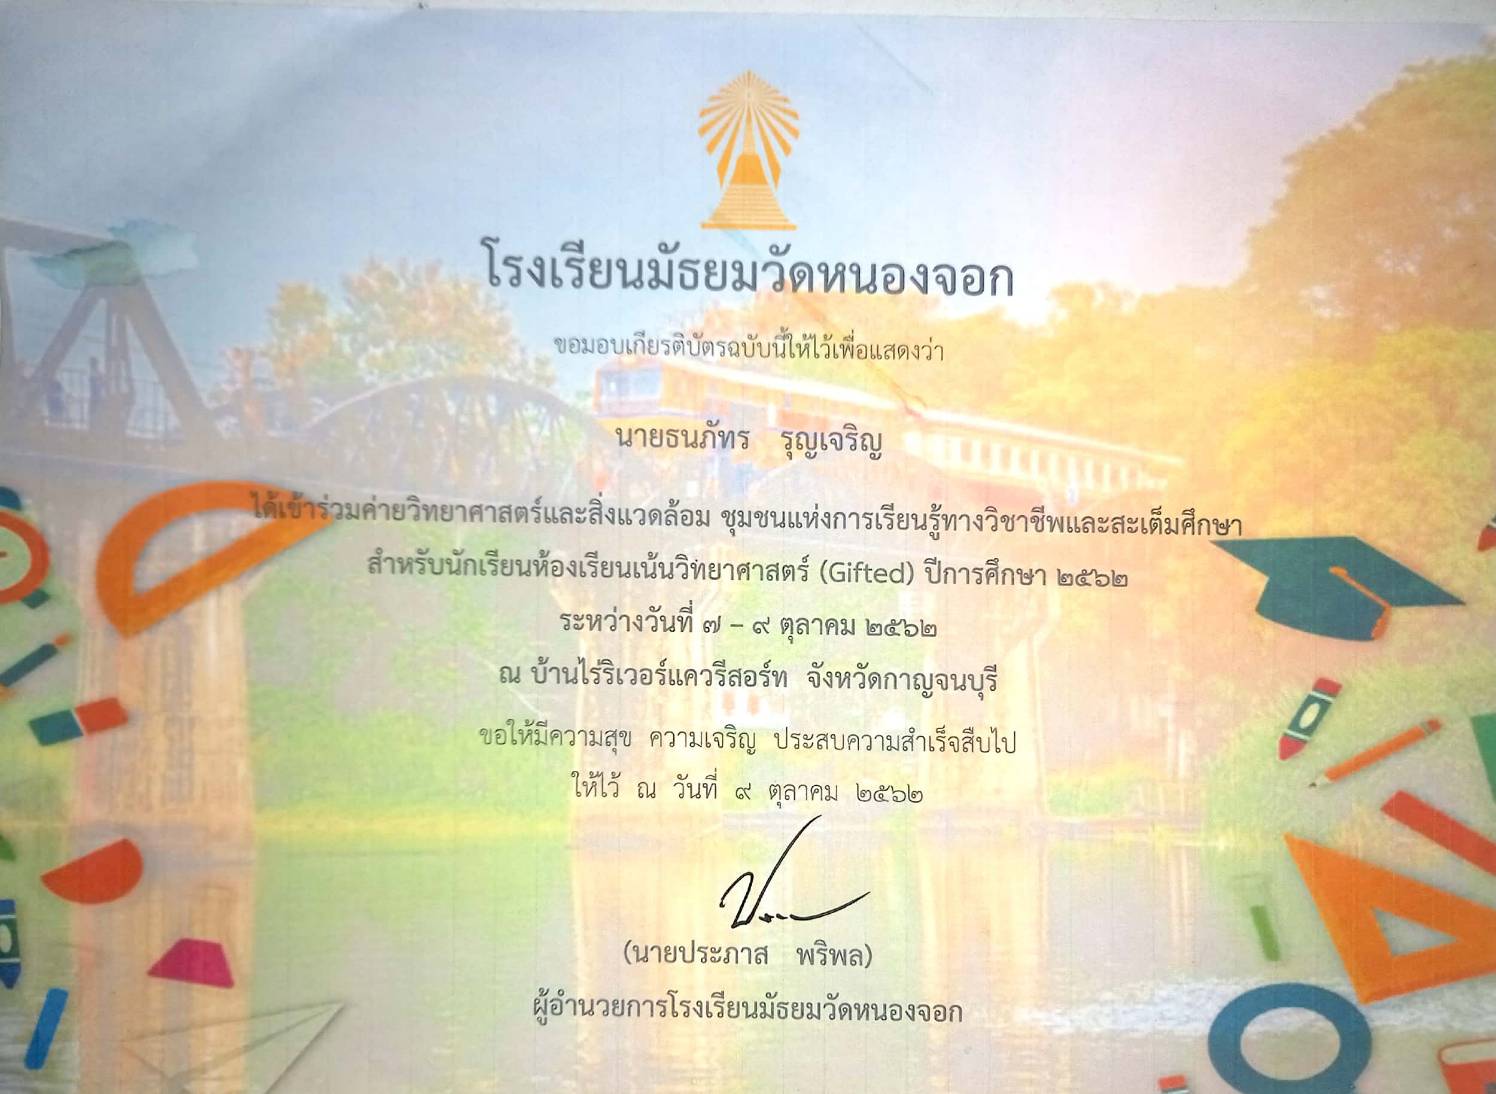 โรงเรียนมัธยมวัดหนองจอก
ขอมอบเกียรติบัตรฉบับนี้ให้ไว้เพื่อแสดงว่า
นายธนภัทร รุญเจริญ
ได้เข้าร่วมค่ายวิทยาศาสตร์และสิ่งแวดล้อม ชุมชนแห่งการเรียนรู้ทางวิชาชีพและสะเต็มศึกษา
สำหรับนักเรียนห้องเรียนเน้นวิทยาศาสตร์ (Gifted) ปีการศึกษา ๒๕๖๒
ระหว่างวันที่ ๗ – ๙ ตุลาคม ๒๕๖๒
ณ บ้านไร่ริเวอร์แควรีสอร์ท จังหวัดกาญจนบุรี
ขอให้มีความสุข ความเจริญ ประสบความสำเร็จสืบไป
ให้ไว้ ณ วันที่ ๙ ตุลาคม ๒๕๖๒
(นายประภาส พริพล)
ผู้อำนวยการโรงเรียนมัธยมวัดหนองจอก